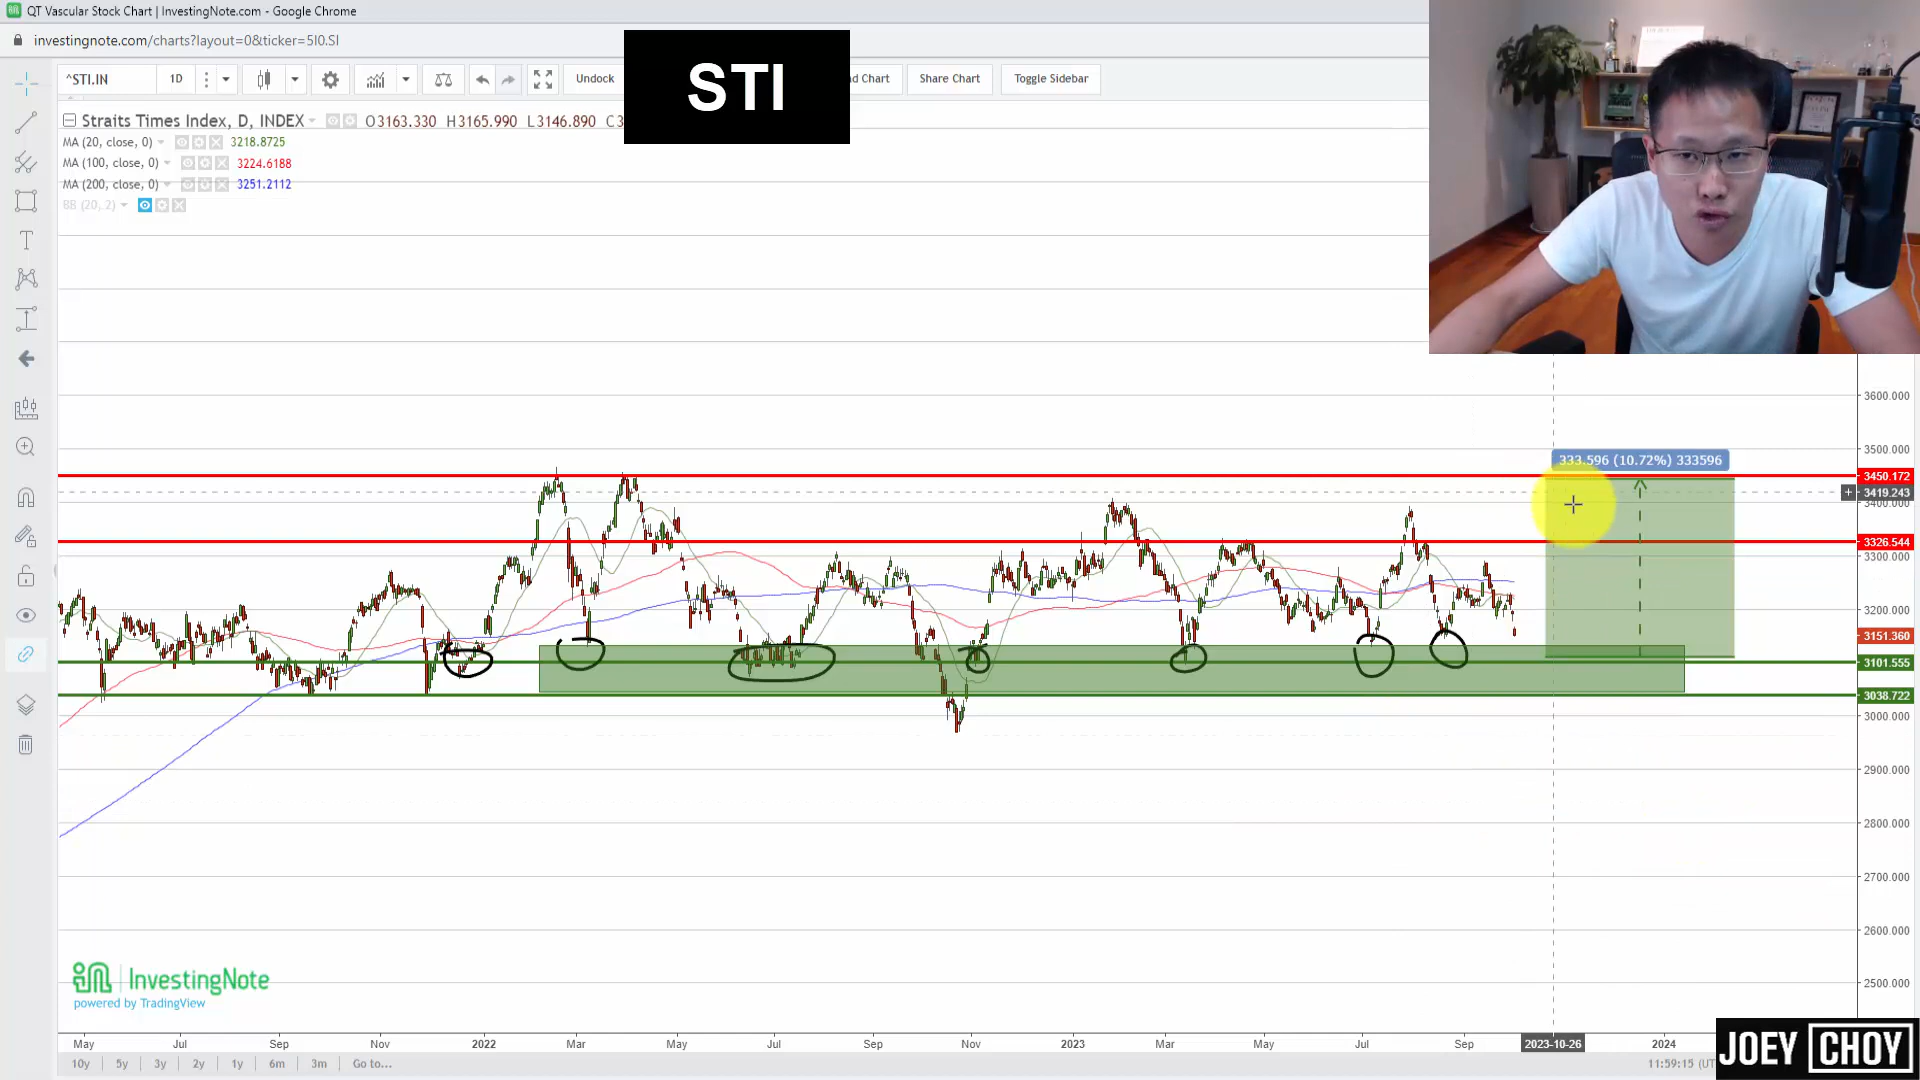 QT Vascular Stock Chart | InvestingNote.com - Google Chrome
investingnote.com/charts?layout=0&ticker=5I0.SI
^STI.IN
1D
Undock
STI
d Chart
Share Chart
Toggle Sidebar
Straits Times Index, D, INDEX
O3163.330 H3165.990 L3146.890 C3
MA (20, close, 0)
3218.8725
MA (100, close, 0)
3224.6188
MA (200, close, 0)
3251.2112
BB (20, 2)
333.596 (10.72%) 333596
3600.000
3500.000
3450.172
3419.243
3400.000
3326.544
3300.000
3200.000
3151.360
3101.555
3038.722
3000.000
2900.000
2800.000
2700.000
2600.000
2500.000
InvestingNote
powered by TradingView
May Jul Sep Nov 2022 Mar May Jul Sep Nov 2023 Mar May Jul Sep 2023-10-26 2024
10y 5y 3y 2y 1y 6m 3m Go to...
11:59:15 (UT
JOEY CHOY